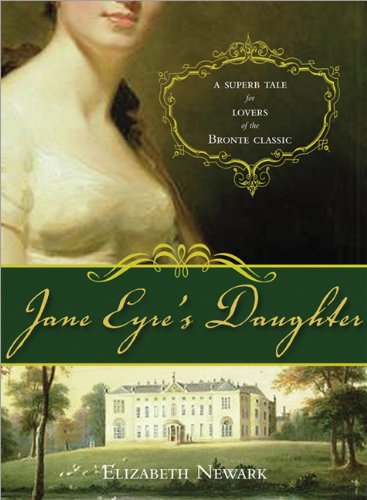 A SUPERB TALE
for
LOVERS
of the
BRONTE CLASSIC
Jane Eyre's Daughter
ELIZABETH NEWARK